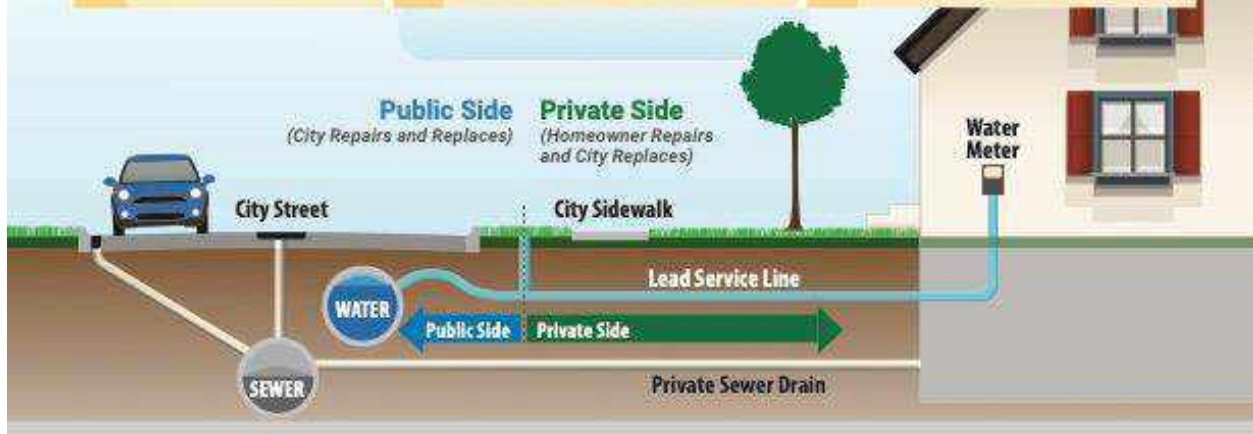 Public Side
(City Repairs and Replaces)
Private Side
(Homeowner Repairs
and City Replaces)
Water
Meter
City Street
City Sidewalk
Lead Service Line
WATER
Public Side
Private Side
SEWER
Private Sewer Drain